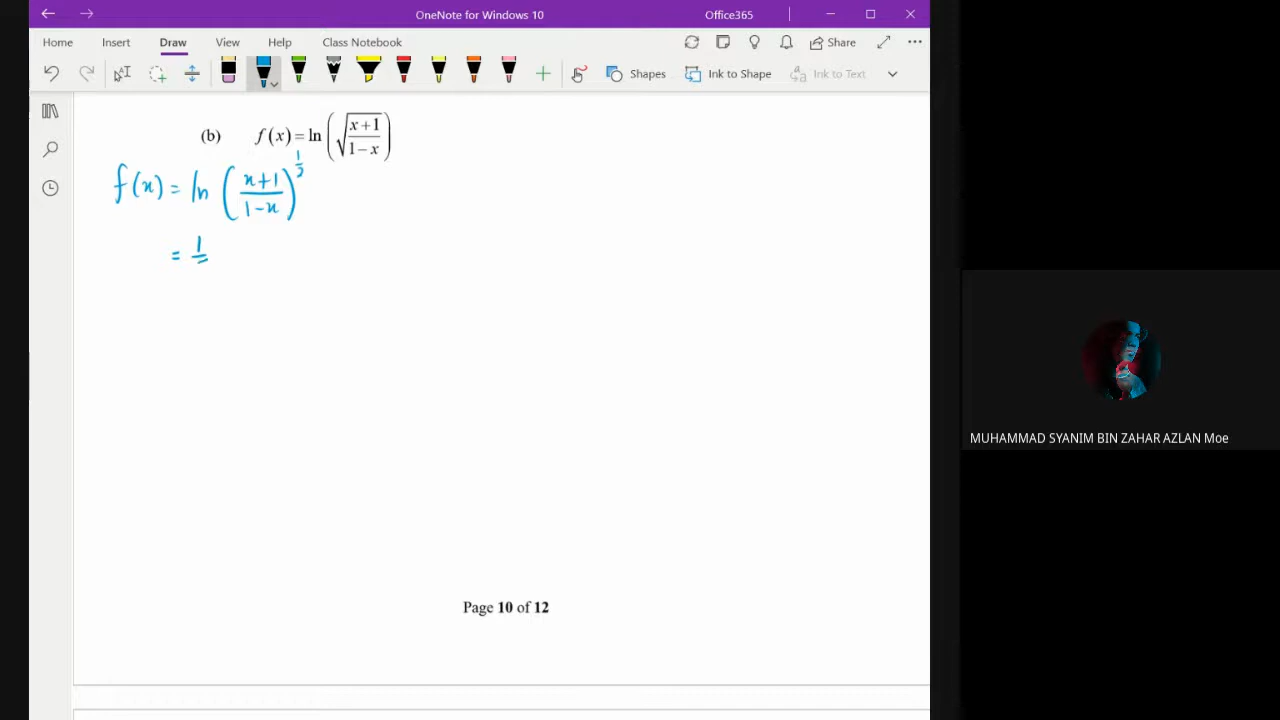 OneNote for Windows 10
Office365
Home Insert Draw View Help Class Notebook
Share
Shapes Ink to Shape Ink to Text
(b) f(x) = ln(√((x+1)/(1−x)))
f(x) = ln ((x+1)/(1-x))^(1/2)
= 1/
Page 10 of 12
MUHAMMAD SYANIM BIN ZAHAR AZLAN Moe